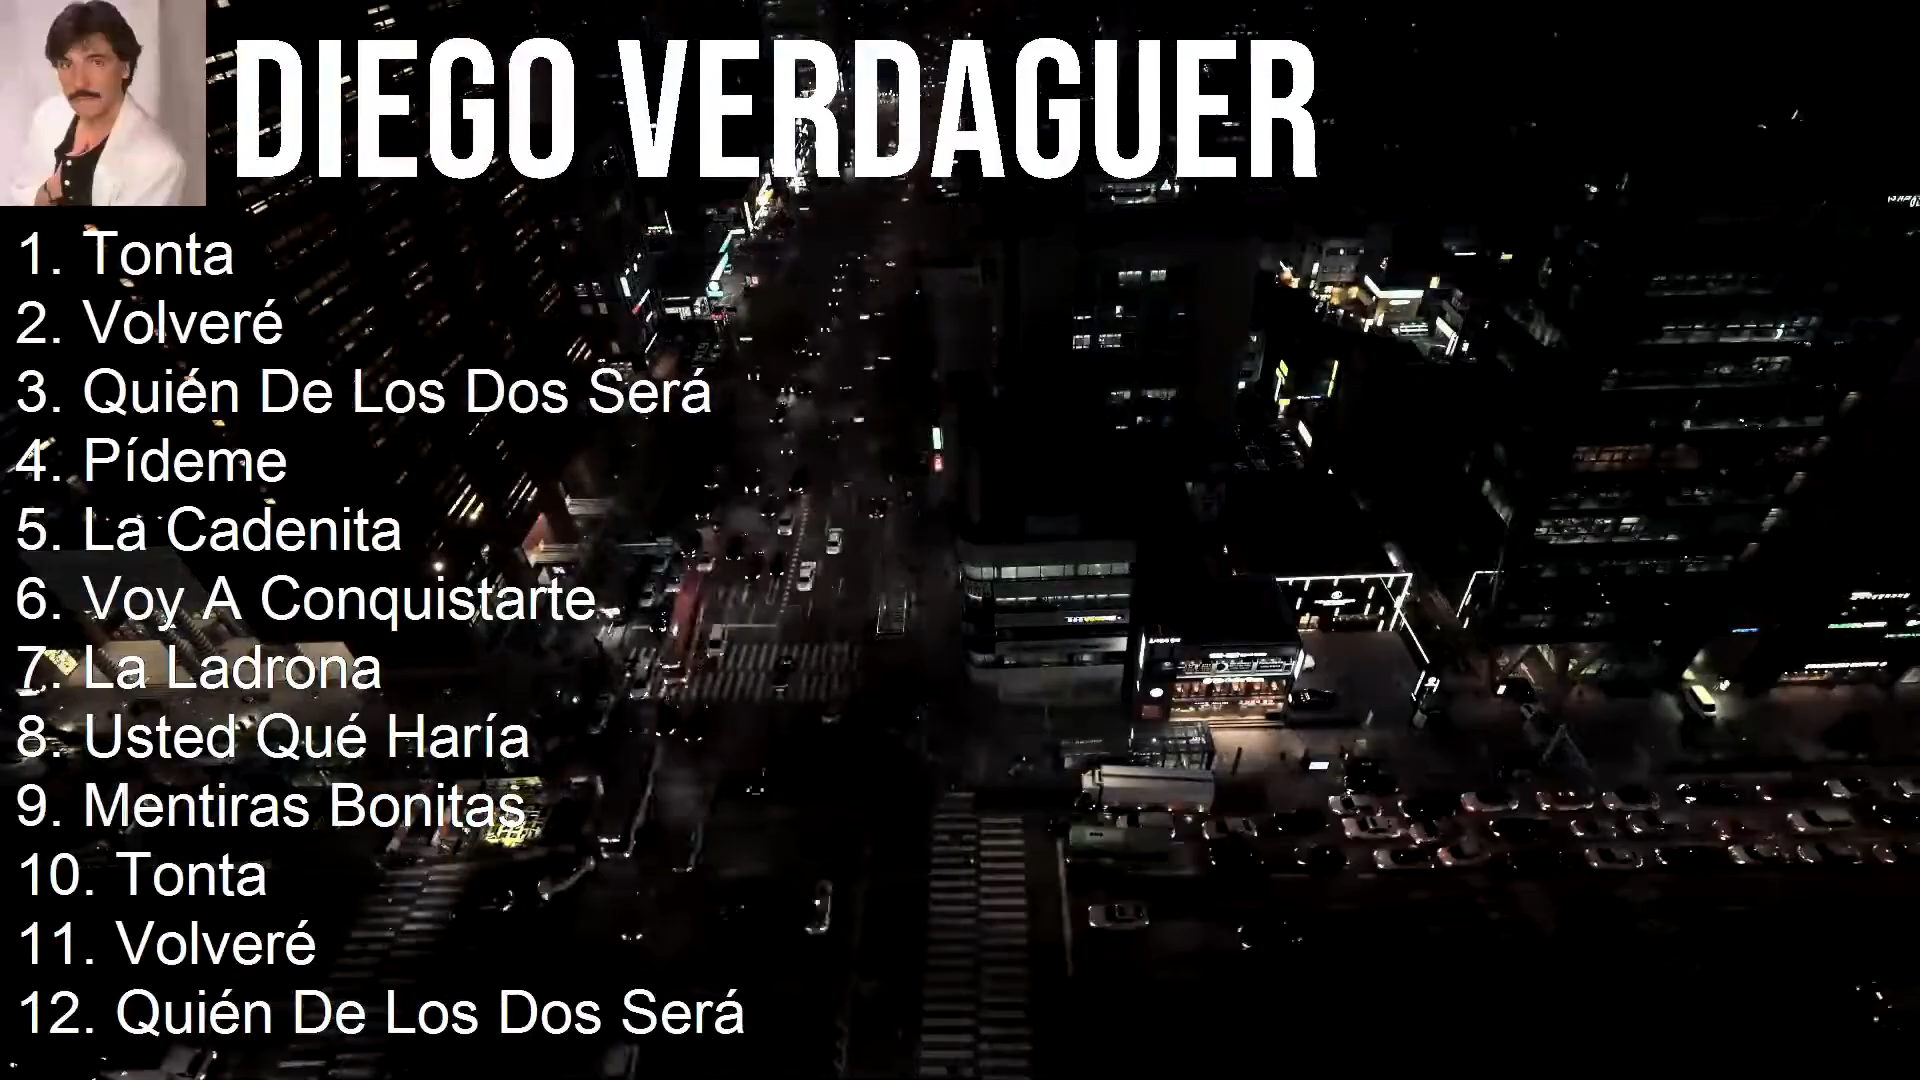 DIEGO VERDAGUER
1. Tonta
2. Volveré
3. Quién De Los Dos Será
4. Pídeme
5. La Cadenita
6. Voy A Conquistarte
7. La Ladrona
8. Usted Qué Haría
9. Mentiras Bonitas
10. Tonta
11. Volveré
12. Quién De Los Dos Será